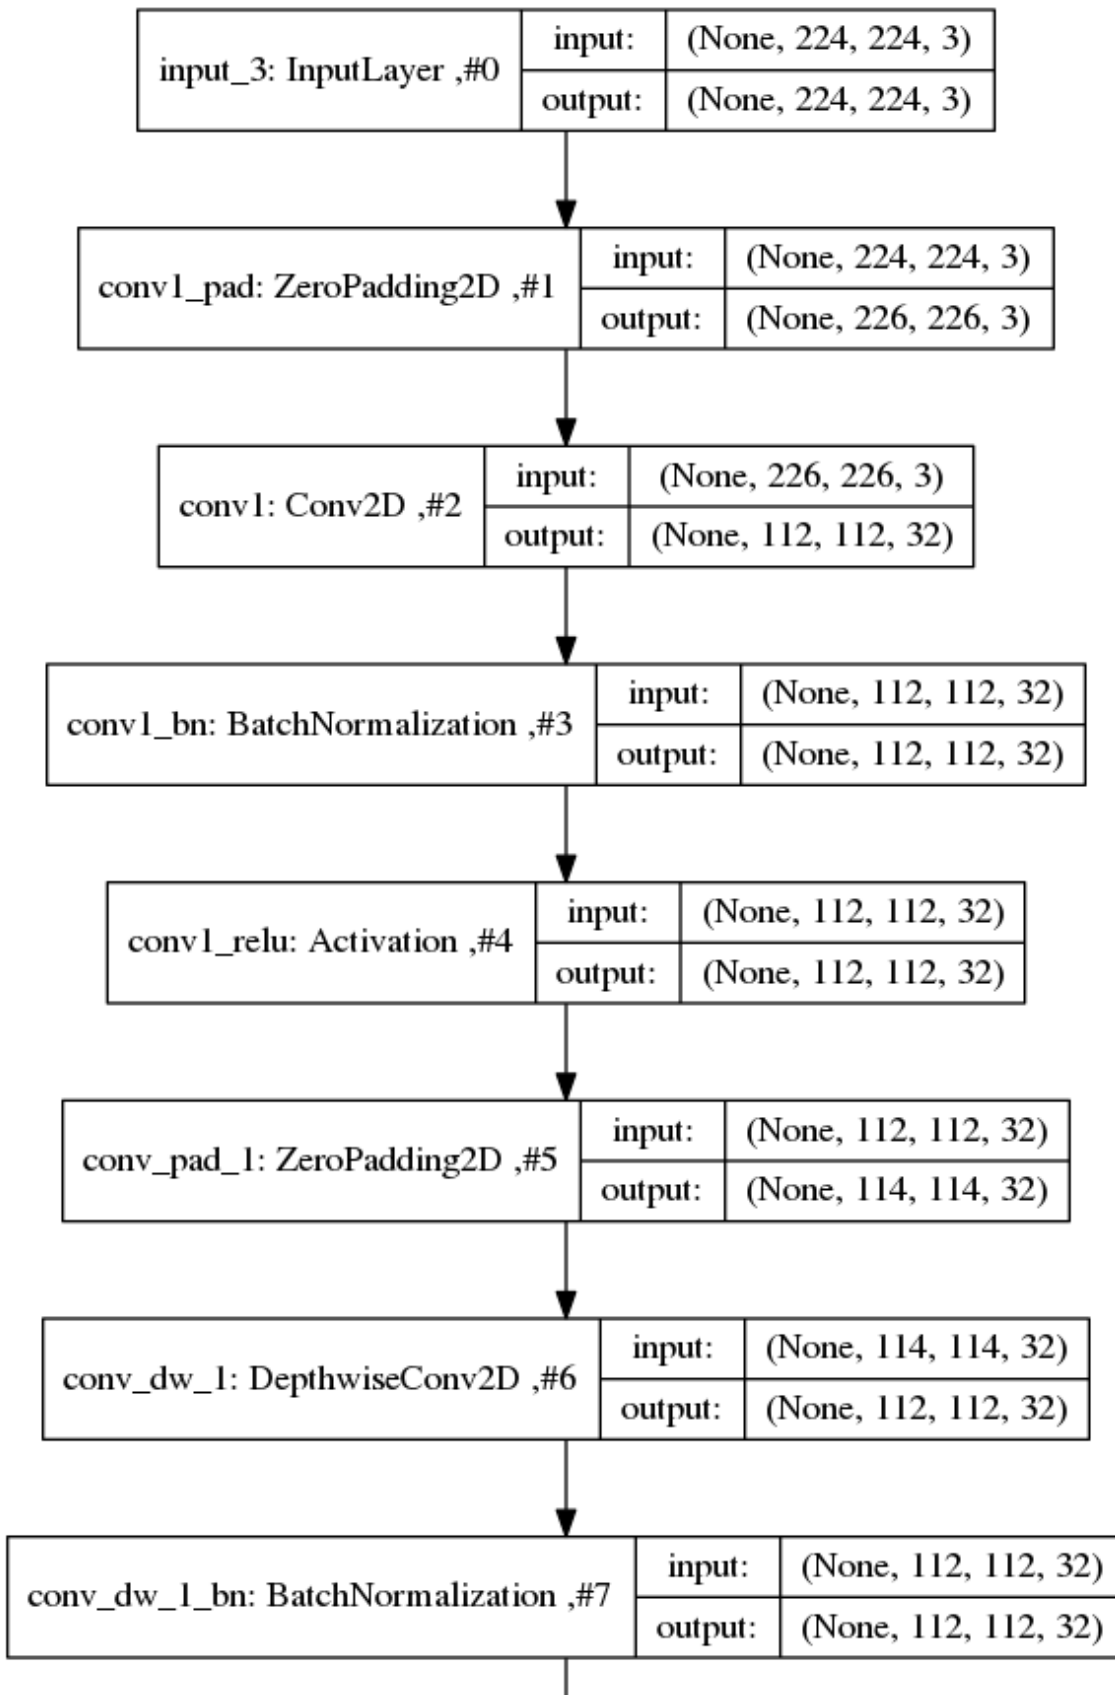 input_3: InputLayer ,#0
input: (None, 224, 224, 3)
output: (None, 224, 224, 3)
conv1_pad: ZeroPadding2D ,#1
input: (None, 224, 224, 3)
output: (None, 226, 226, 3)
conv1: Conv2D ,#2
input: (None, 226, 226, 3)
output: (None, 112, 112, 32)
conv1_bn: BatchNormalization ,#3
input: (None, 112, 112, 32)
output: (None, 112, 112, 32)
conv1_relu: Activation ,#4
input: (None, 112, 112, 32)
output: (None, 112, 112, 32)
conv_pad_1: ZeroPadding2D ,#5
input: (None, 112, 112, 32)
output: (None, 114, 114, 32)
conv_dw_1: DepthwiseConv2D ,#6
input: (None, 114, 114, 32)
output: (None, 112, 112, 32)
conv_dw_1_bn: BatchNormalization ,#7
input: (None, 112, 112, 32)
output: (None, 112, 112, 32)